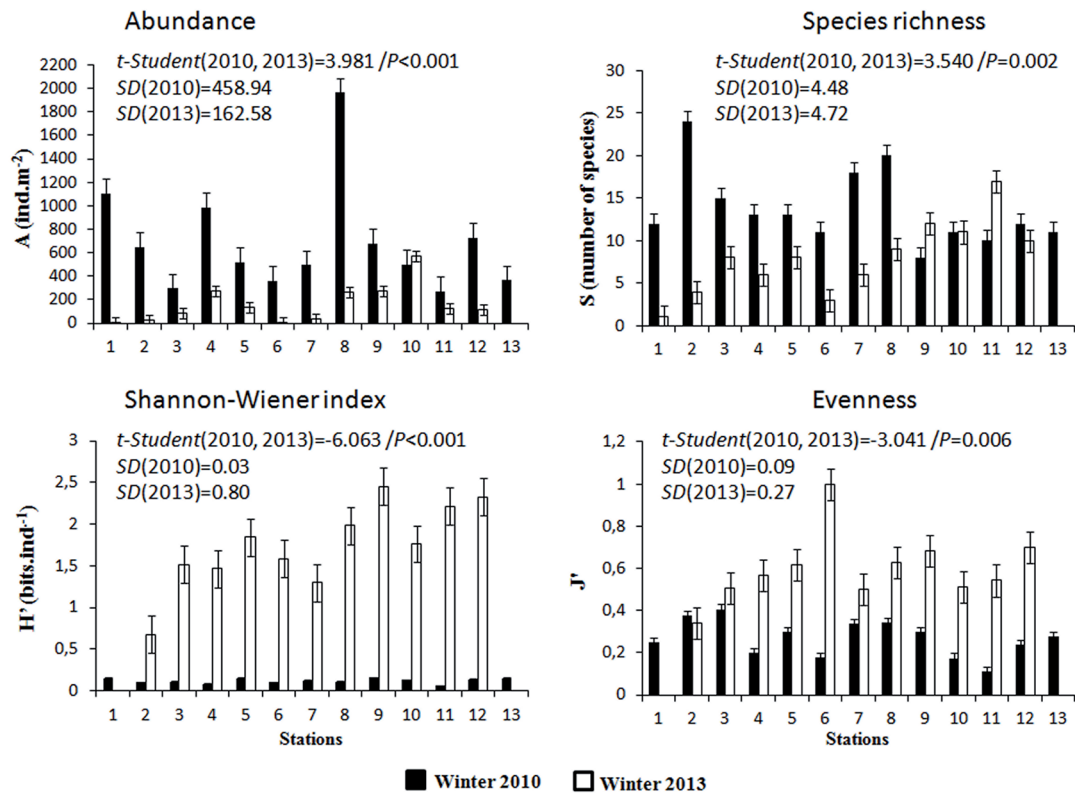 Abundance
t-Student(2010, 2013)=3.981 /P<0.001
SD(2010)=458.94
SD(2013)=162.58
A (ind.m-2)
2200
2000
1800
1600
1400
1200
1000
800
600
400
200
0
1 2 3 4 5 6 7 8 9 10 11 12 13
Species richness
t-Student(2010, 2013)=3.540 /P=0.002
SD(2010)=4.48
SD(2013)=4.72
S (number of species)
30
25
20
15
10
5
0
1 2 3 4 5 6 7 8 9 10 11 12 13
Shannon-Wiener index
t-Student(2010, 2013)=-6.063 /P<0.001
SD(2010)=0.03
SD(2013)=0.80
H’ (bits.ind-1)
3
2,5
2
1,5
1
0,5
0
1 2 3 4 5 6 7 8 9 10 11 12 13
Stations
Evenness
t-Student(2010, 2013)=-3.041 /P=0.006
SD(2010)=0.09
SD(2013)=0.27
J'
1,2
1
0,8
0,6
0,4
0,2
0
1 2 3 4 5 6 7 8 9 10 11 12 13
Stations
Winter 2010 Winter 2013